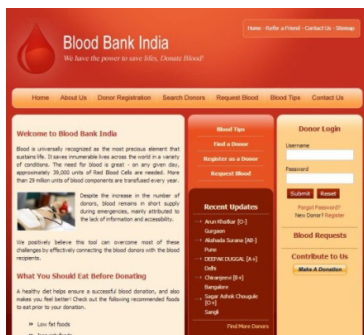 Home - Refer a Friend - Contact Us - Sitemap
Blood Bank India
We have the power to save lifes, Donate Blood!
Home About Us Donor Registration Search Donors Request Blood Blood Tips Contact Us
Welcome to Blood Bank India
Blood is universally recognized as the most precious element that
sustains life. It saves innumerable lives across the world in a variety
of conditions. The need for blood is great - on any given day,
approximately 39,000 units of Red Blood Cells are needed. More
than 29 million units of blood components are transfused every year.
Despite the increase in the number of
donors, blood remains in short supply
during emergencies, mainly attributed to
the lack of information and accessibility.
We positively believe this tool can overcome most of these
challenges by effectively connecting the blood donors with the blood
recipients.
What You Should Eat Before Donating
A healthy diet helps ensure a successful blood donation, and also
makes you feel better! Check out the following recommended foods
to eat prior to your donation.
Low fat foods
Blood Tips
Find a Donor
Register as a Donor
Request Blood
Recent Updates
Arun Khatkar [O-]
Gurgaon
Akshada Surana [AB-]
Pune
DEEPAK DUGGAL [A+]
Delhi
Chiranjeevi [B+]
Bangalore
Sagar Ashok Chougule
[O+]
Sangli
Find More Donors
Donor Login
Username
Password
Submit Reset
Forgot Password?
New Donor? Register
Blood Requests
Contribute to Us
Make A Donation